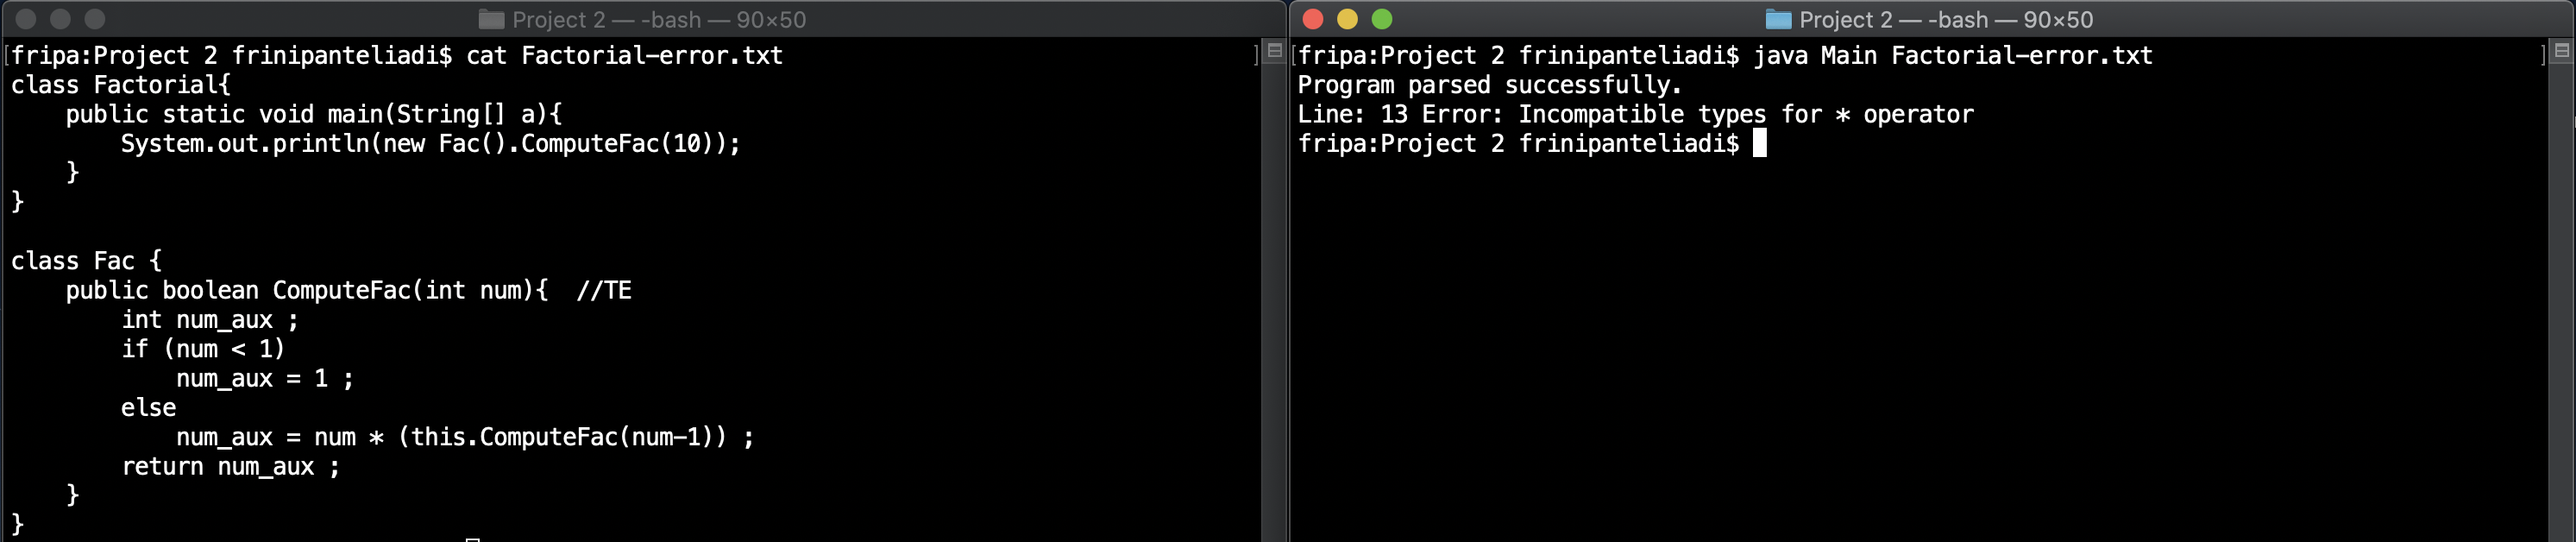 Project 2 — -bash — 90×50
[fripa:Project 2 frinipanteliadi$ cat Factorial-error.txt ]
class Factorial{
    public static void main(String[] a){
        System.out.println(new Fac().ComputeFac(10));
    }
}

class Fac {
    public boolean ComputeFac(int num){  //TE
        int num_aux ;
        if (num < 1)
            num_aux = 1 ;
        else
            num_aux = num * (this.ComputeFac(num-1)) ;
        return num_aux ;
    }
}
Project 2 — -bash — 90×50
[fripa:Project 2 frinipanteliadi$ java Main Factorial-error.txt ]
Program parsed successfully.
Line: 13 Error: Incompatible types for * operator
fripa:Project 2 frinipanteliadi$